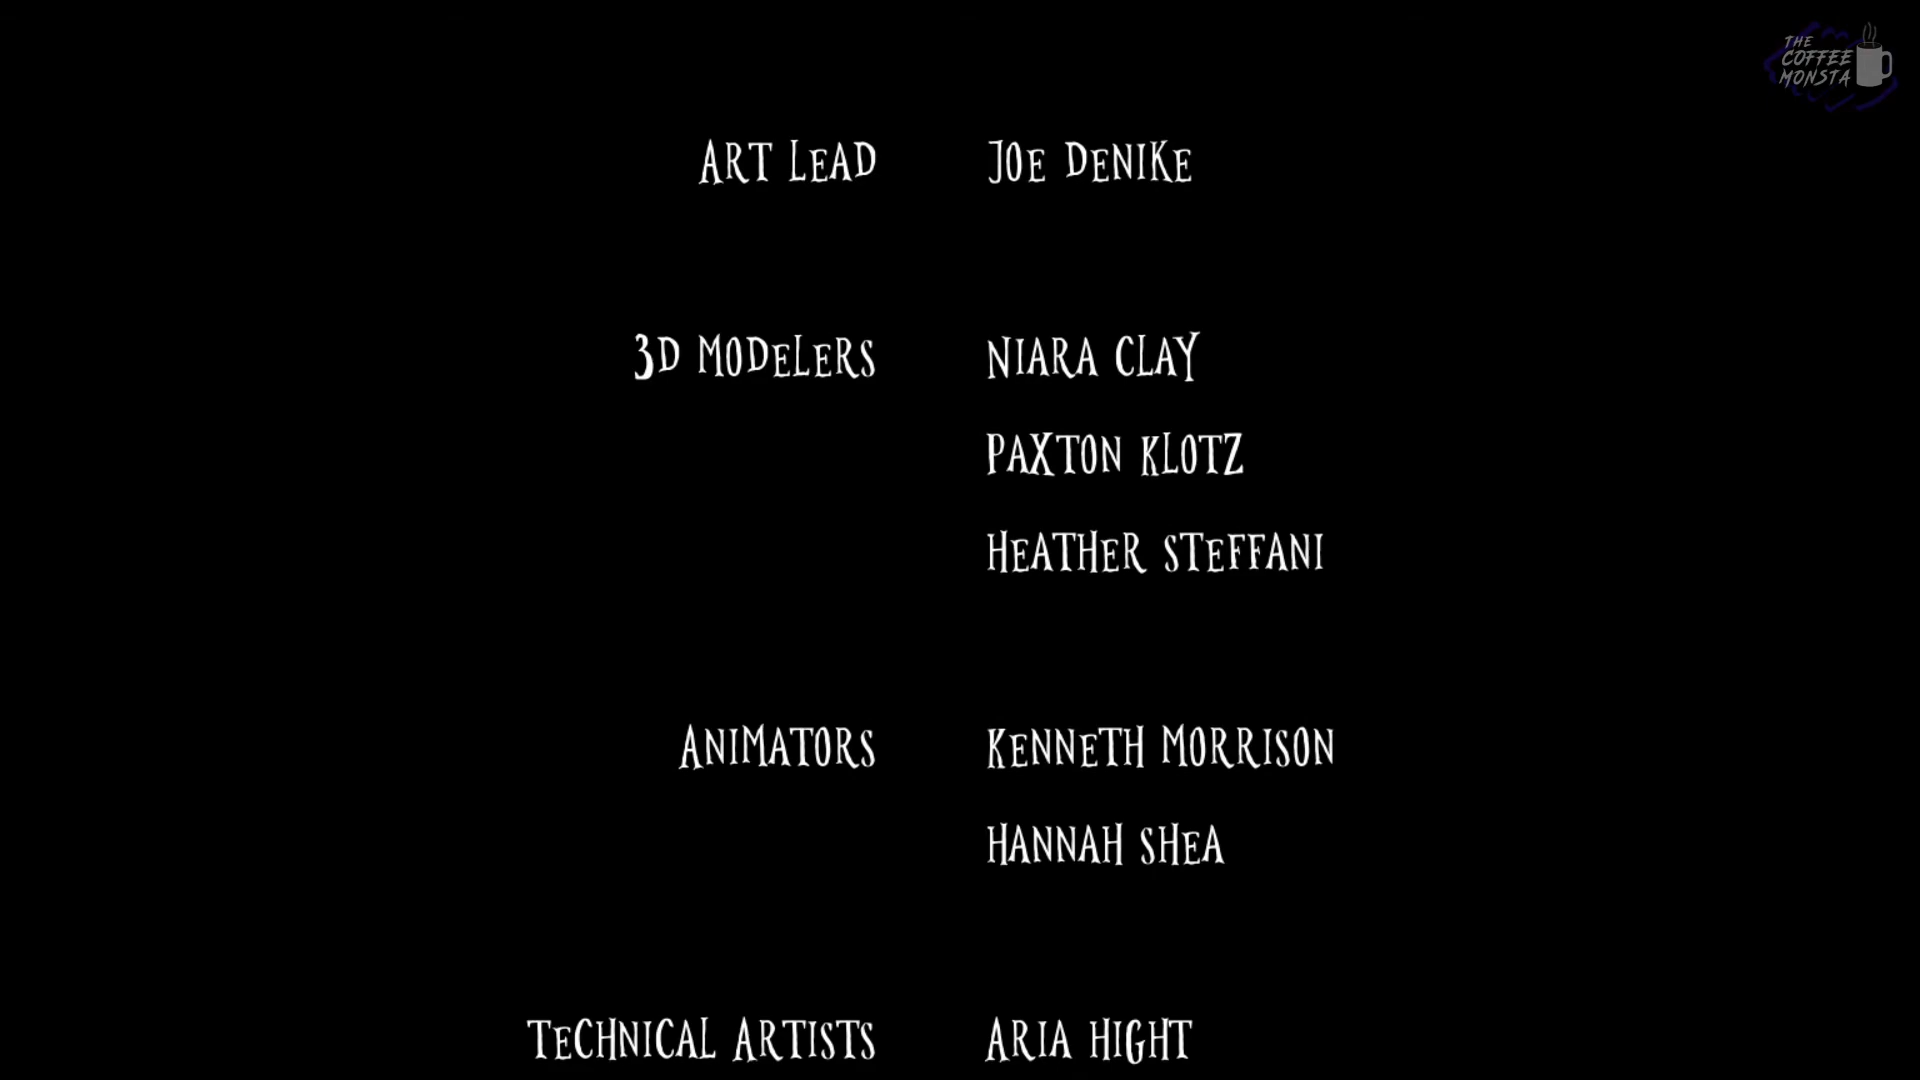 THE
COFFEE
MONSTA
ART LEAD JOE DENIKE
3D MODELERS NIARA CLAY
PAXTON KLOTZ
HEATHER STEFFANI
ANIMATORS KENNETH MORRISON
HANNAH SHEA
TECHNICAL ARTISTS ARIA HIGHT